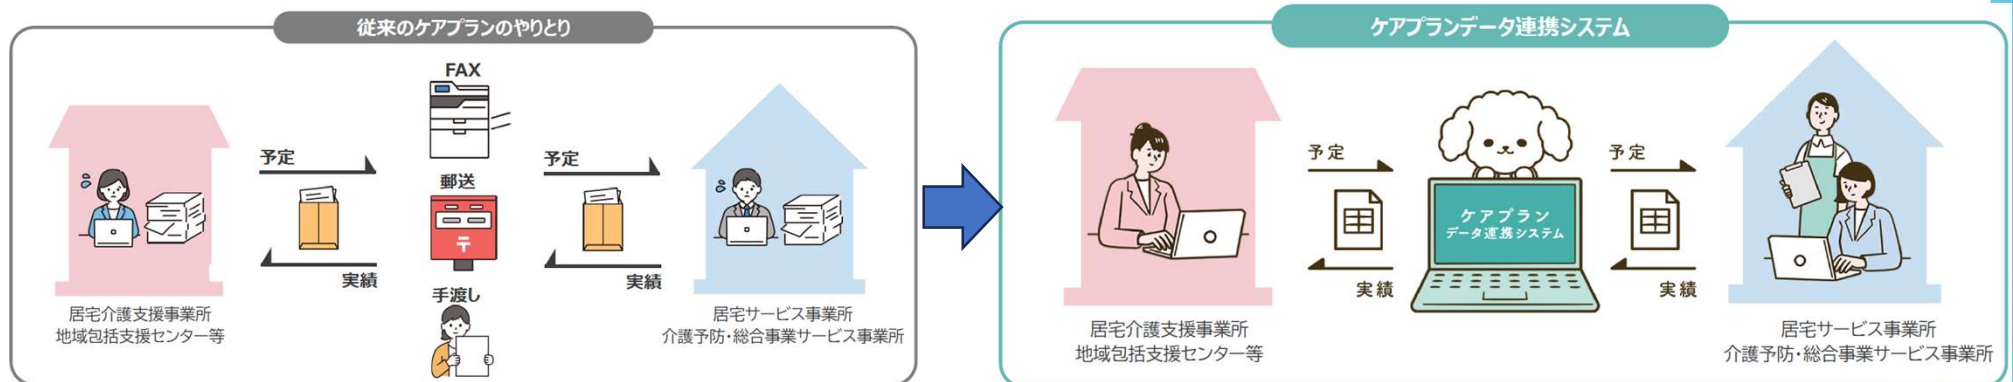 従来のケアプランのやりとり
FAX
予定
郵送
予定
実績
実績
手渡し
居宅介護支援事業所
地域包括支援センター等
居宅サービス事業所
介護予防・総合事業サービス事業所
ケアプランデータ連携システム
予定
予定
ケアプラン
データ連携システム
実績
実績
居宅介護支援事業所
地域包括支援センター等
居宅サービス事業所
介護予防・総合事業サービス事業所